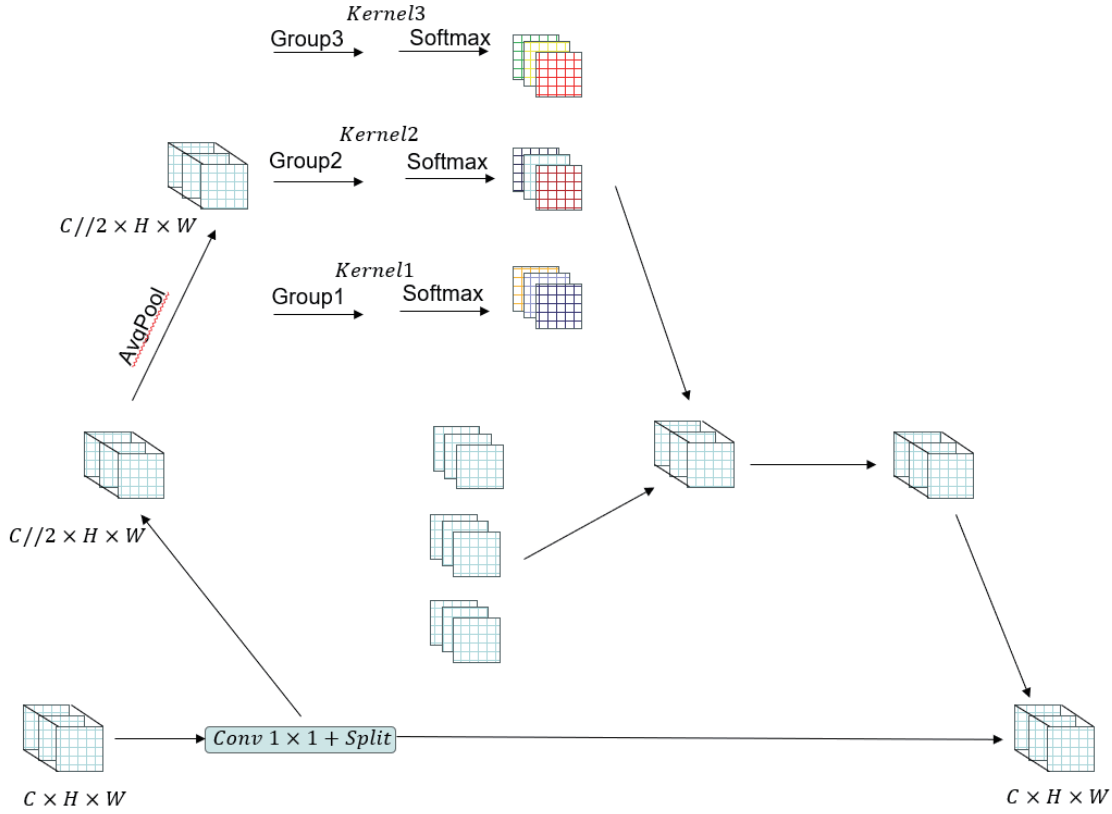 Kernel3
Group3
Softmax
Kernel2
Group2
Softmax
C//2 × H × W
Kernel1
Group1
Softmax
AvgPool
C//2 × H × W
Conv 1 × 1 + Split
C × H × W
C × H × W